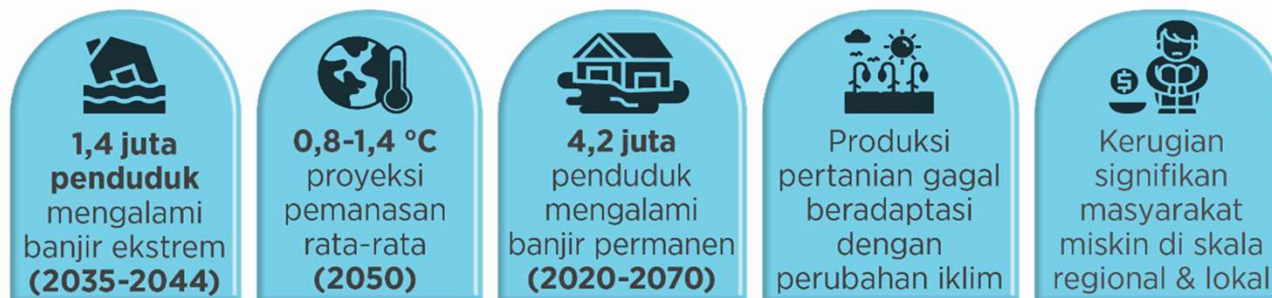 1,4 juta
penduduk
mengalami
banjir ekstrem
(2035-2044)
0,8-1,4 °C
proyeksi
pemanasan
rata-rata
(2050)
4,2 juta
penduduk
mengalami
banjir permanen
(2020-2070)
Produksi
pertanian gagal
beradaptasi
dengan
perubahan iklim
$
Kerugian
signifikan
masyarakat
miskin di skala
regional & lokal